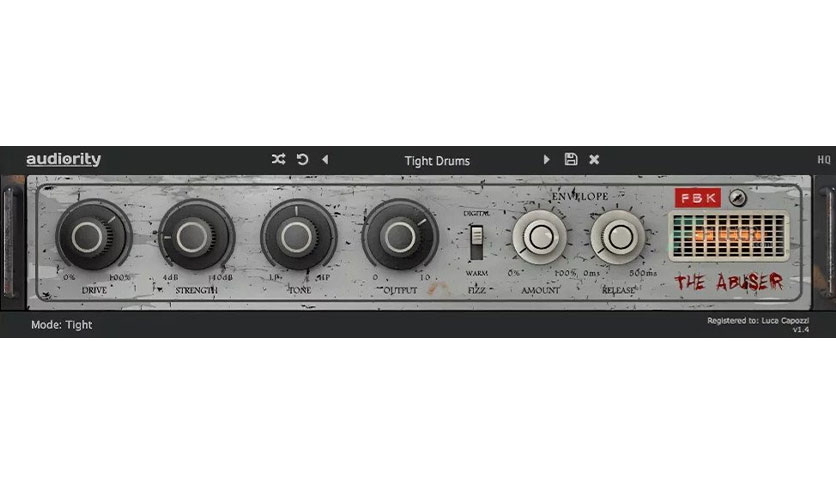 audiority
Tight Drums
HQ
ENVELOPE
FBK
DIGITAL
0% 100%
4dB 40dB
LP HP
0 10
WARM
0% 100%
0ms 500ms
DRIVE
STRENGTH
TONE
OUTPUT
FIZZ
AMOUNT
RELEASE
THE ABUSER
Mode: Tight
Registered to: Luca Capozzi
v1.4